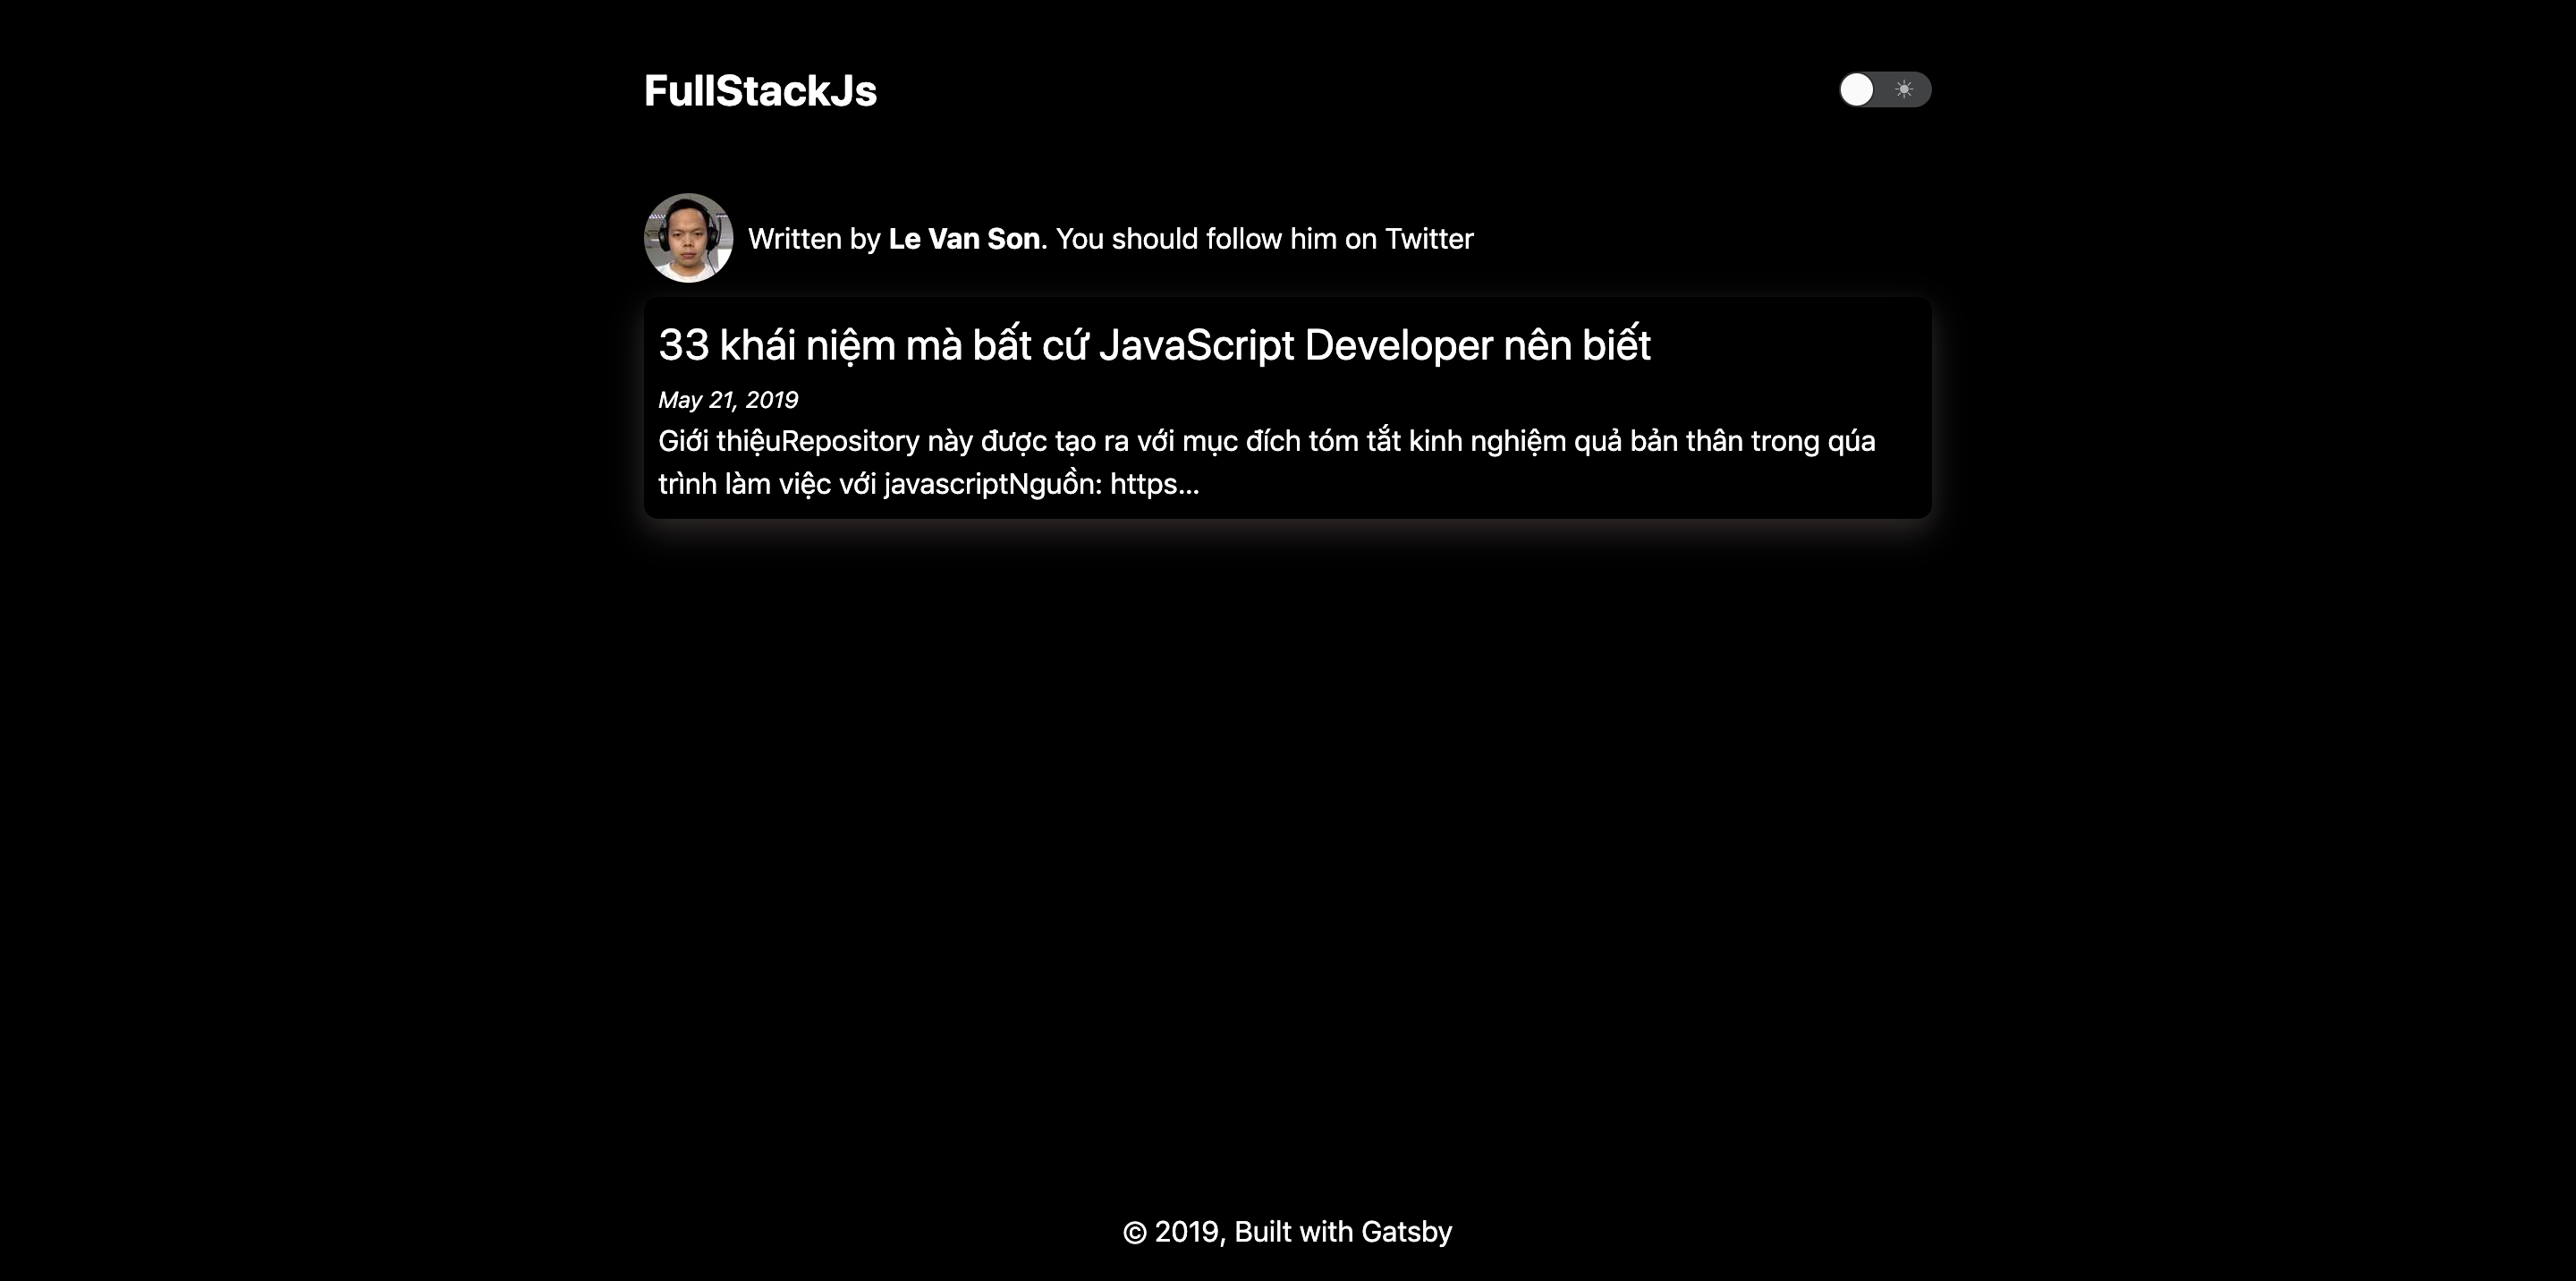 FullStackJs
Written by Le Van Son. You should follow him on Twitter
33 khái niệm mà bất cứ JavaScript Developer nên biết
May 21, 2019
Giới thiệuRepository này được tạo ra với mục đích tóm tắt kinh nghiệm quả bản thân trong qúa
trình làm việc với javascriptNguồn: https...
© 2019, Built with Gatsby